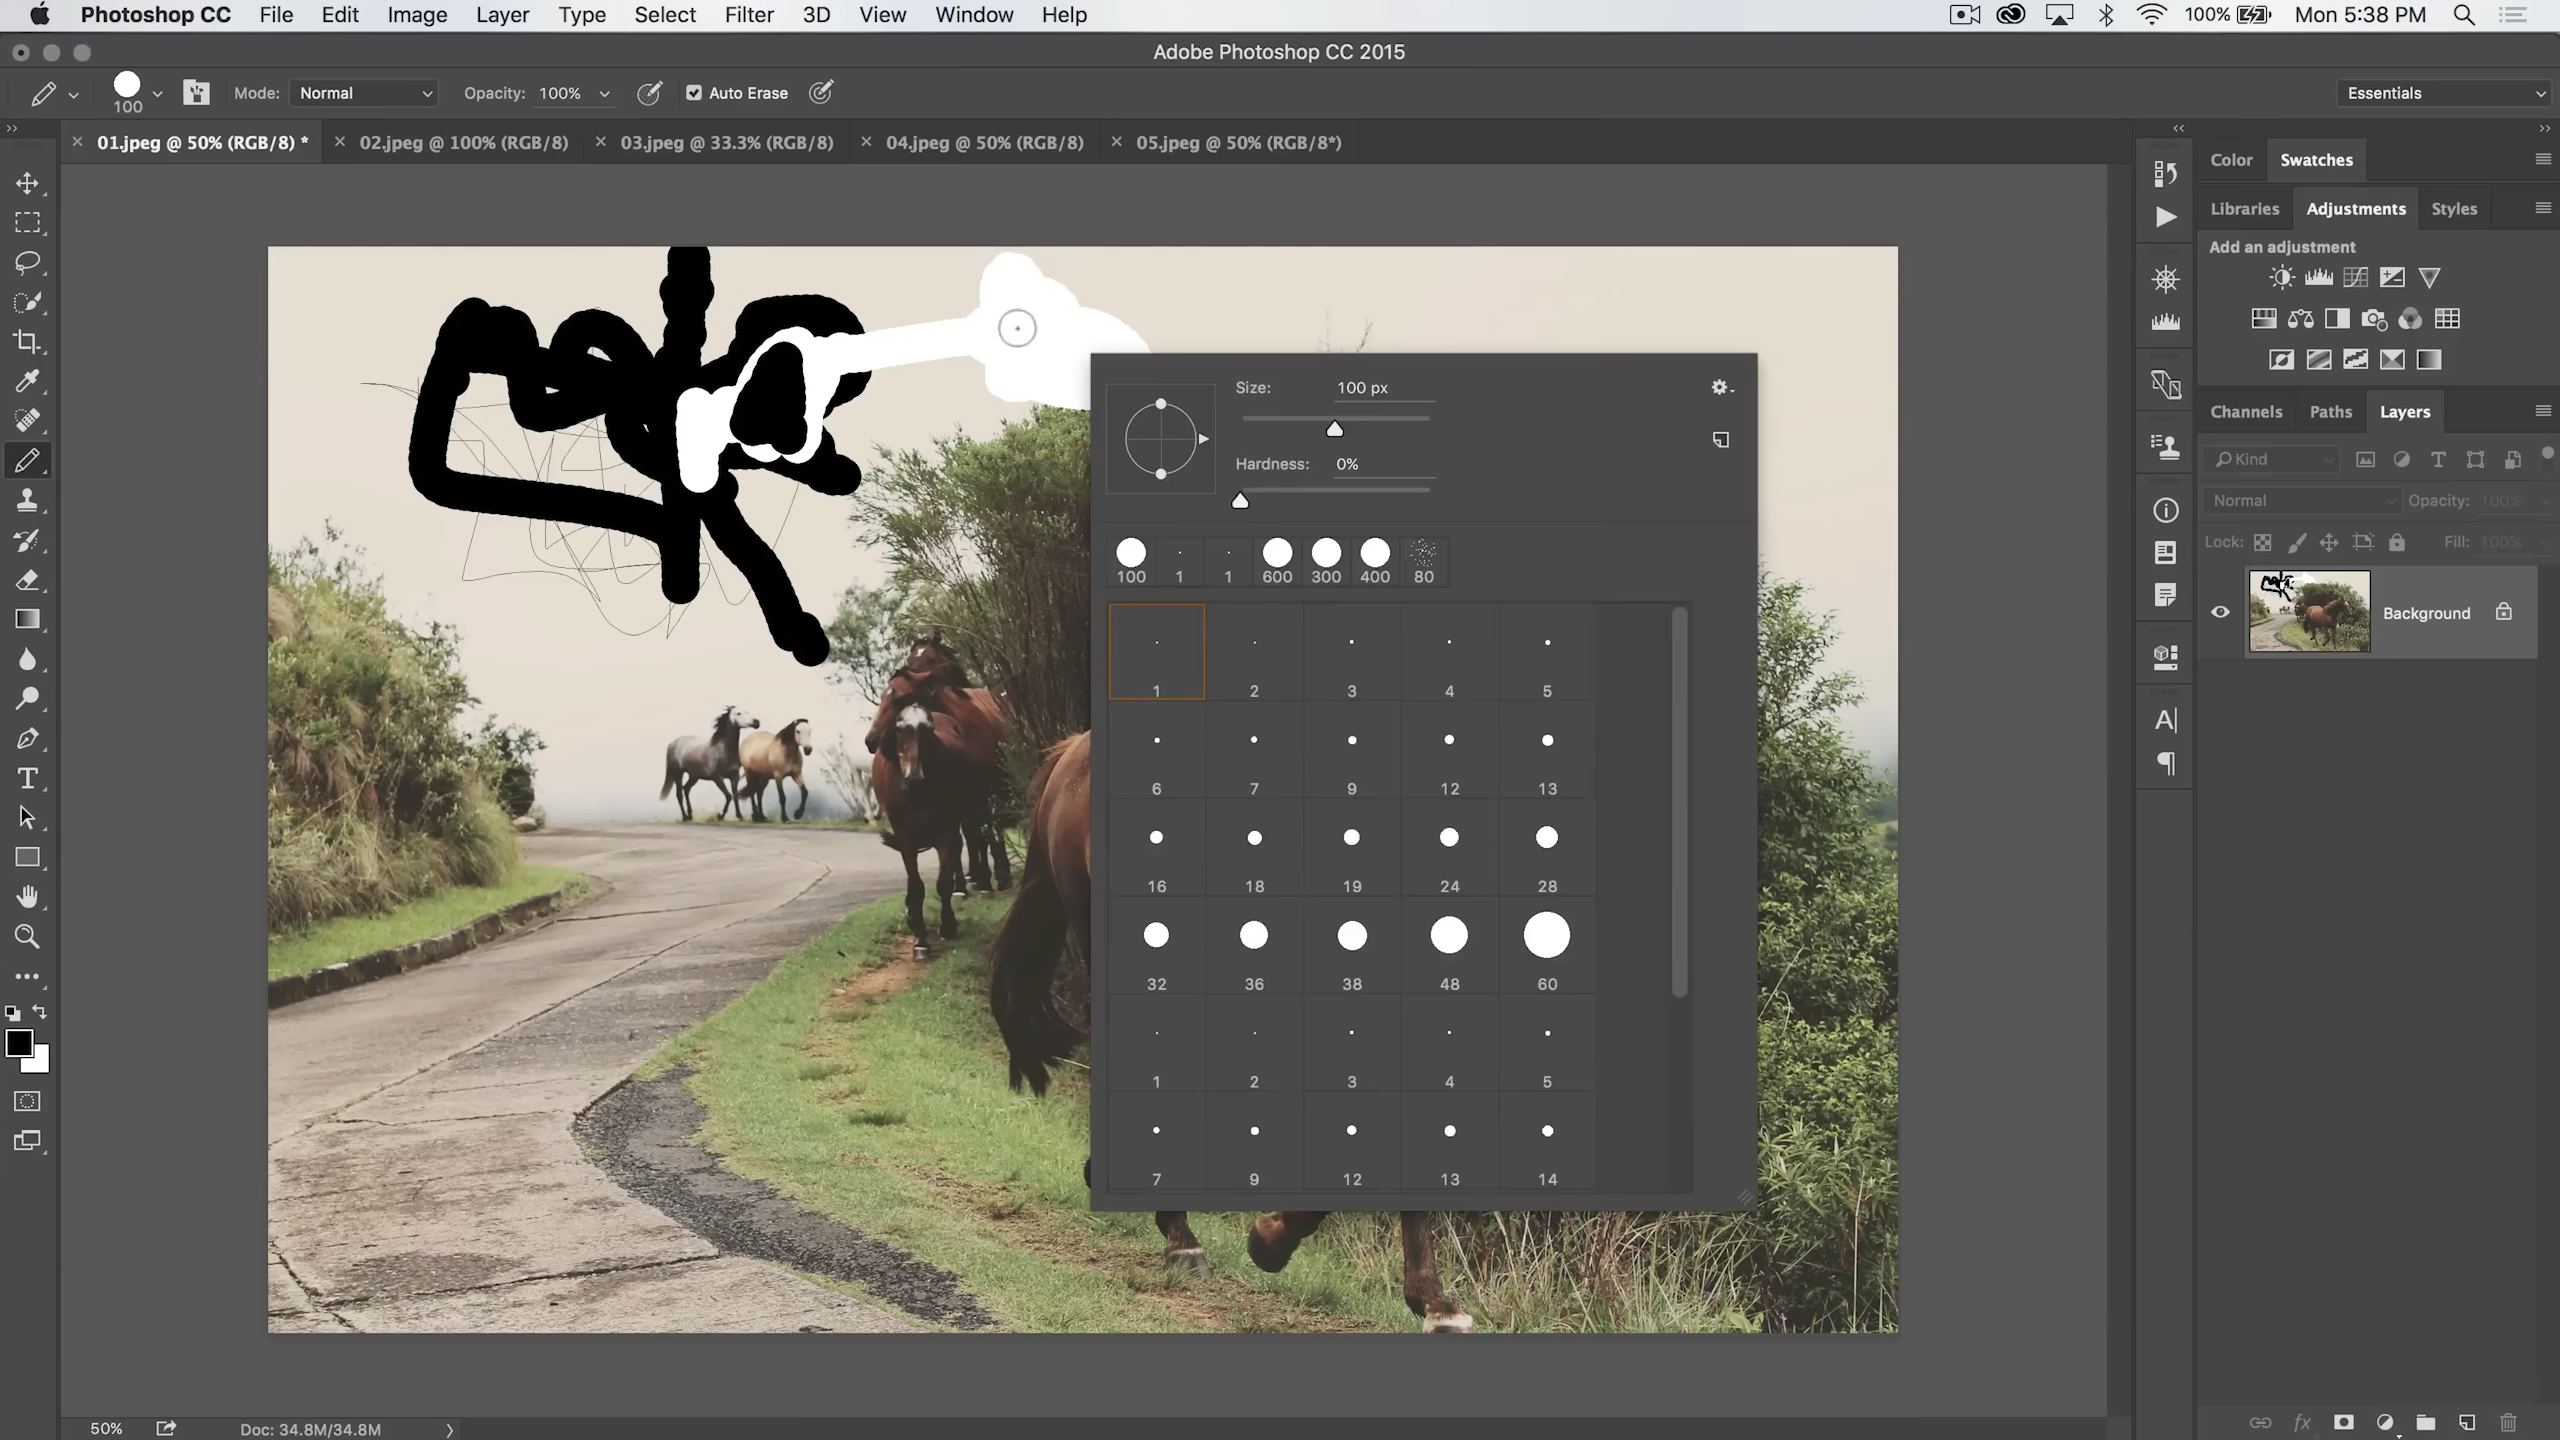 Photoshop CC File Edit Image Layer Type Select Filter 3D View Window Help 100% Mon 5:38 PM
Adobe Photoshop CC 2015
100 Mode: Normal Opacity: 100% Auto Erase Essentials
01.jpeg @ 50% (RGB/8) * 02.jpeg @ 100% (RGB/8) 03.jpeg @ 33.3% (RGB/8) 04.jpeg @ 50% (RGB/8) 05.jpeg @ 50% (RGB/8*)
Color Swatches
Libraries Adjustments Styles
Add an adjustment
Size: 100 px
Channels Paths Layers
Kind
Hardness: 0%
Normal Opacity: 100%
Lock: Fill: 100%
100 1 1 600 300 400 80
Background
1 2 3 4 5
6 7 9 12 13
16 18 19 24 28
32 36 38 48 60
1 2 3 4 5
7 9 12 13 14
50% Doc: 34.8M/34.8M
fx